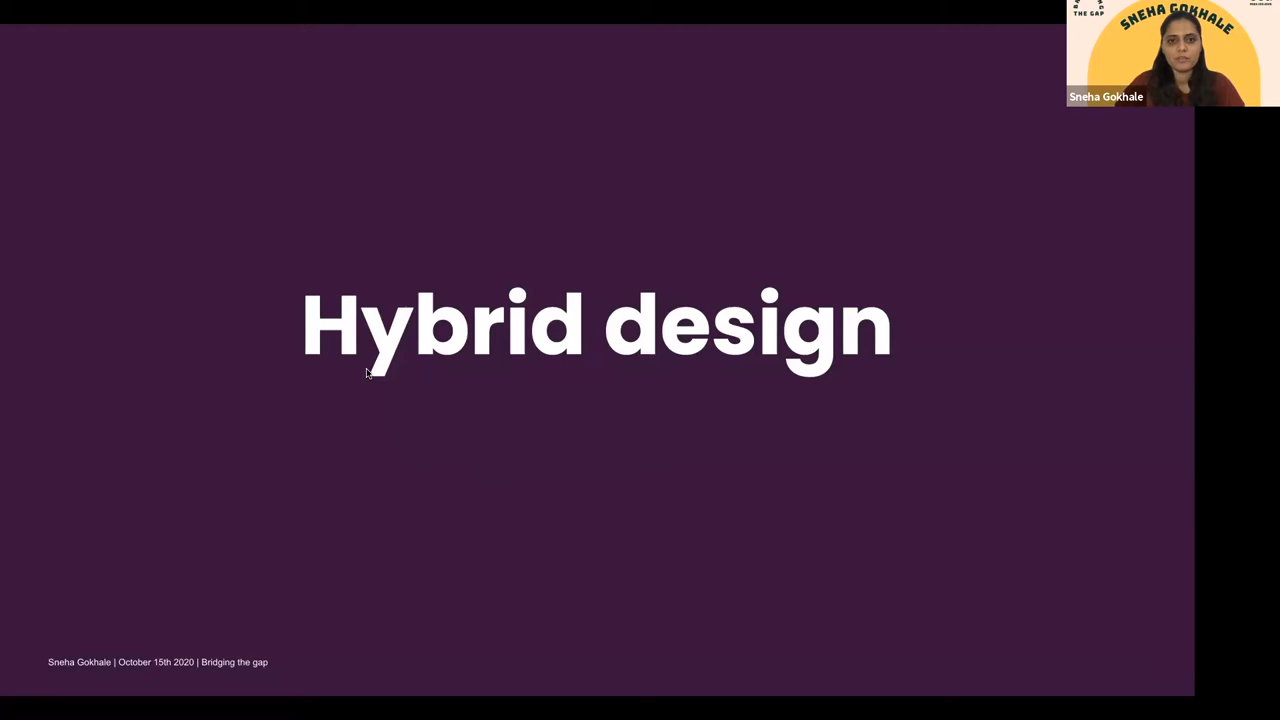 THE GAP
SNEHA GOKHALE
Sneha Gokhale
Hybrid design
Sneha Gokhale | October 15th 2020 | Bridging the gap